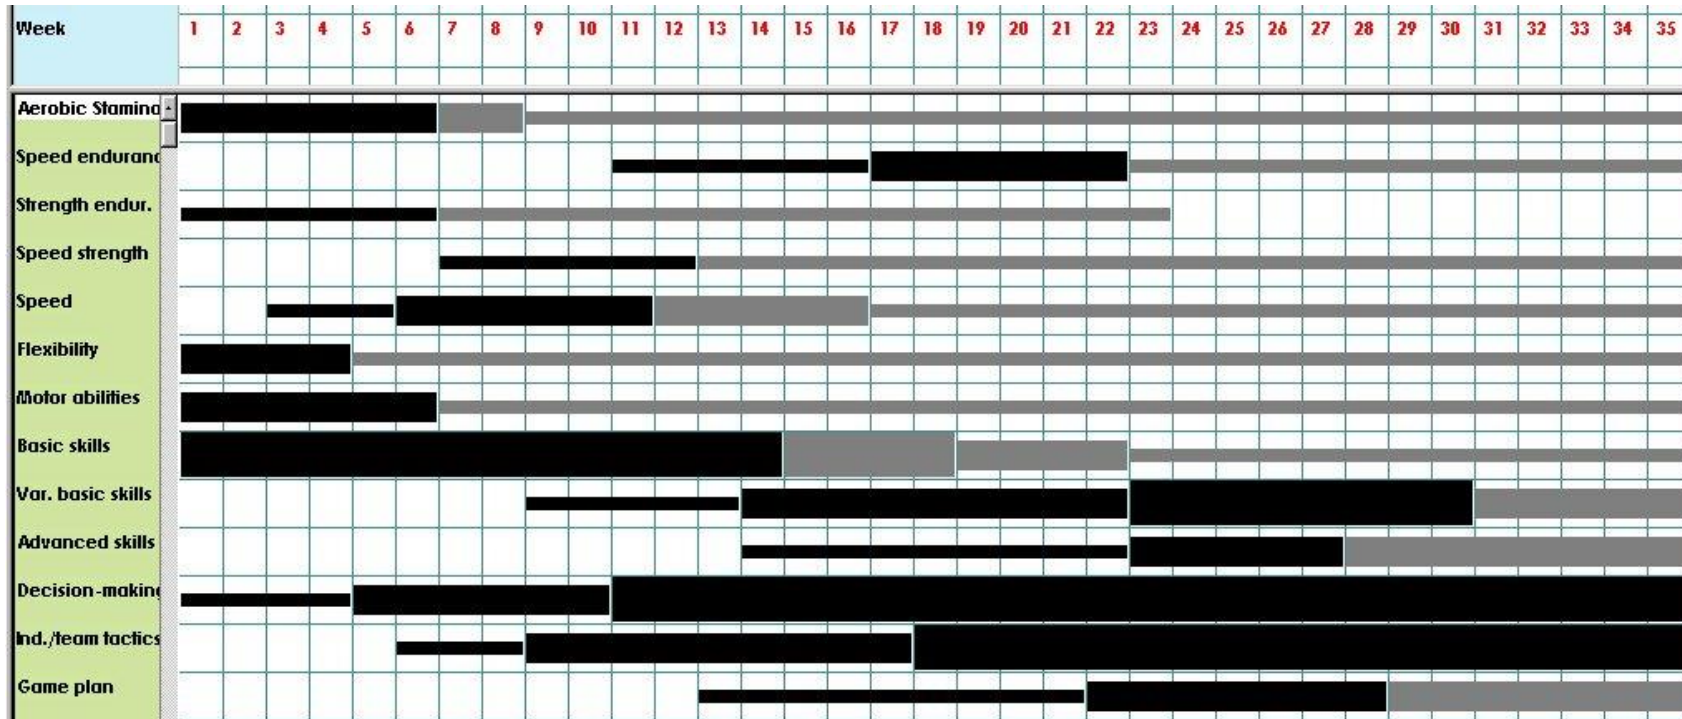 Week 1 2 3 4 5 6 7 8 9 10 11 12 13 14 15 16 17 18 19 20 21 22 23 24 25 26 27 28 29 30 31 32 33 34 35
Aerobic Stamina
Speed enduranc
Strength endur.
Speed strength
Speed
Flexibility
Motor abilities
Basic skills
Var. basic skills
Advanced skills
Decision-making
Ind./team tactics
Game plan